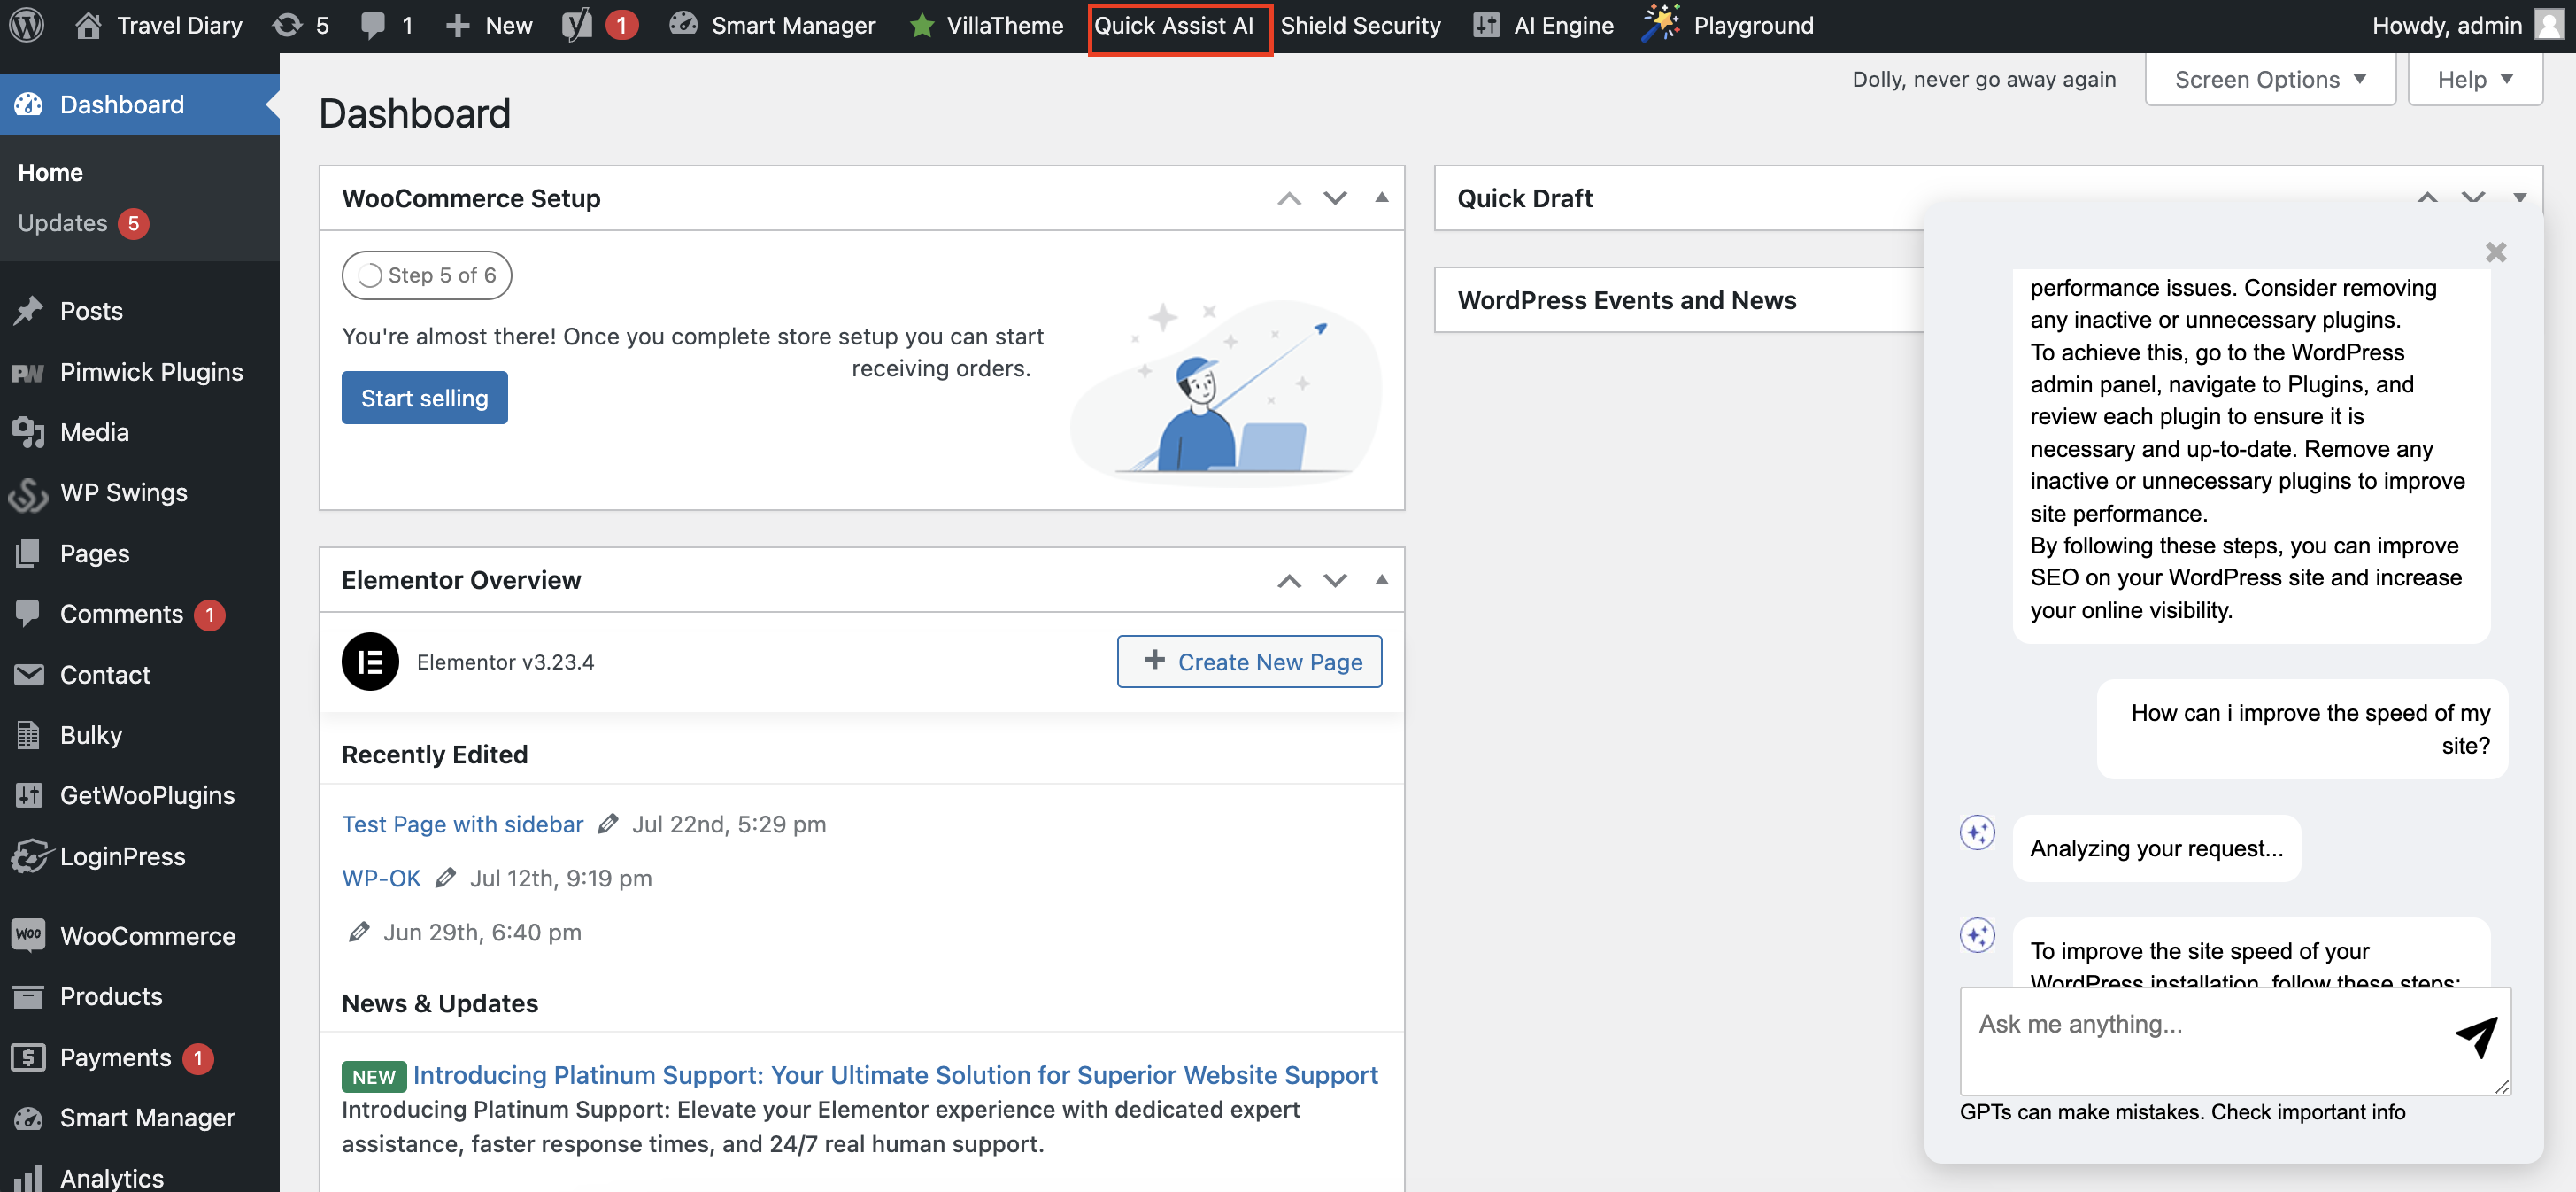 Travel Diary
5
1
New
1
Smart Manager
VillaTheme
Quick Assist AI
Shield Security
AI Engine
Playground
Howdy, admin
Dashboard
Home
Updates 5
Posts
PW Pimwick Plugins
Media
WP Swings
Pages
Comments 1
Contact
Bulky
GetWooPlugins
LoginPress
WOO WooCommerce
Products
Payments 1
Smart Manager
Analytics
Dolly, never go away again
Screen Options
Help
Dashboard
WooCommerce Setup
Step 5 of 6
You're almost there! Once you complete store setup you can start
receiving orders.
Start selling
Elementor Overview
Elementor v3.23.4
Create New Page
Recently Edited
Test Page with sidebar Jul 22nd, 5:29 pm
WP-OK Jul 12th, 9:19 pm
Jun 29th, 6:40 pm
News & Updates
NEW Introducing Platinum Support: Your Ultimate Solution for Superior Website Support
Introducing Platinum Support: Elevate your Elementor experience with dedicated expert
assistance, faster response times, and 24/7 real human support.
Quick Draft
WordPress Events and News
performance issues. Consider removing
any inactive or unnecessary plugins.
To achieve this, go to the WordPress
admin panel, navigate to Plugins, and
review each plugin to ensure it is
necessary and up-to-date. Remove any
inactive or unnecessary plugins to improve
site performance.
By following these steps, you can improve
SEO on your WordPress site and increase
your online visibility.
How can i improve the speed of my
site?
Analyzing your request...
To improve the site speed of your
WordPress installation, follow these steps:
Ask me anything...
GPTs can make mistakes. Check important info